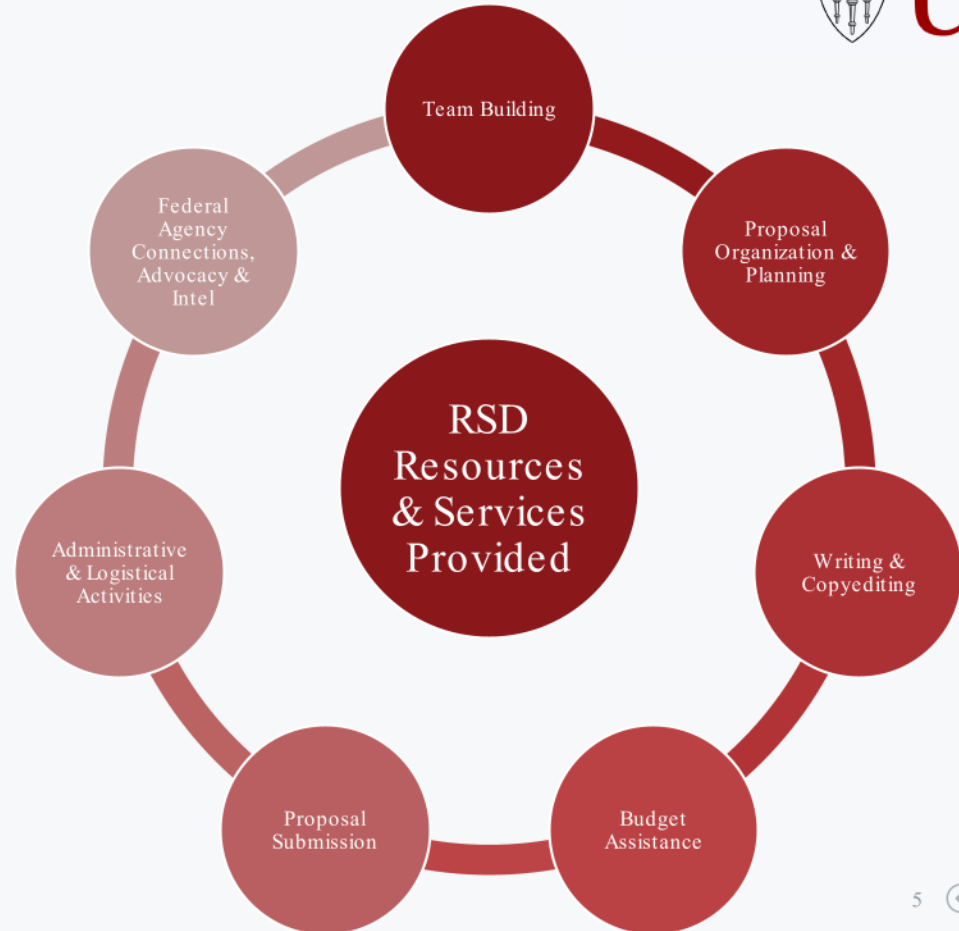 Team Building
Proposal
Organization &
Planning
Writing &
Copyediting
Budget
Assistance
Proposal
Submission
Administrative
& Logistical
Activities
Federal
Agency
Connections,
Advocacy &
Intel
RSD
Resources
& Services
Provided
5